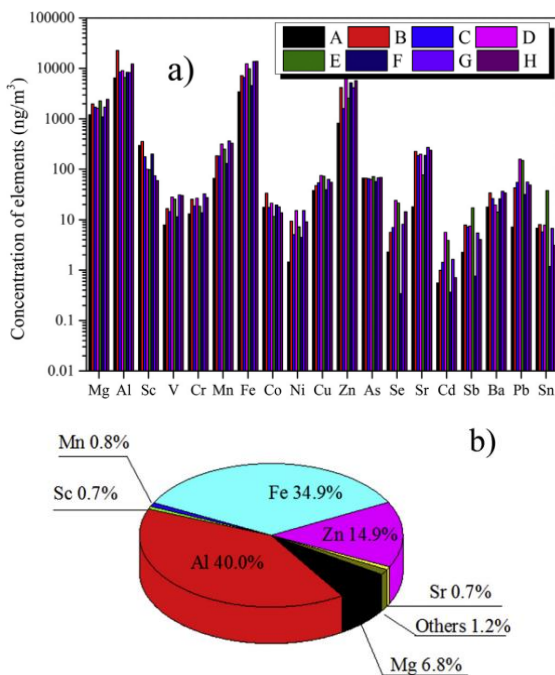 a)
A B C D
E F G H
Concentration of elements (ng/m³)
100000
10000
1000
100
10
1
0.1
0.01
Mg Al Sc V Cr Mn Fe Co Ni Cu Zn As Se Sr Cd Sb Ba Pb Sn
b)
Mn 0.8%
Sc 0.7%
Fe 34.9%
Zn 14.9%
Al 40.0%
Sr 0.7%
Others 1.2%
Mg 6.8%